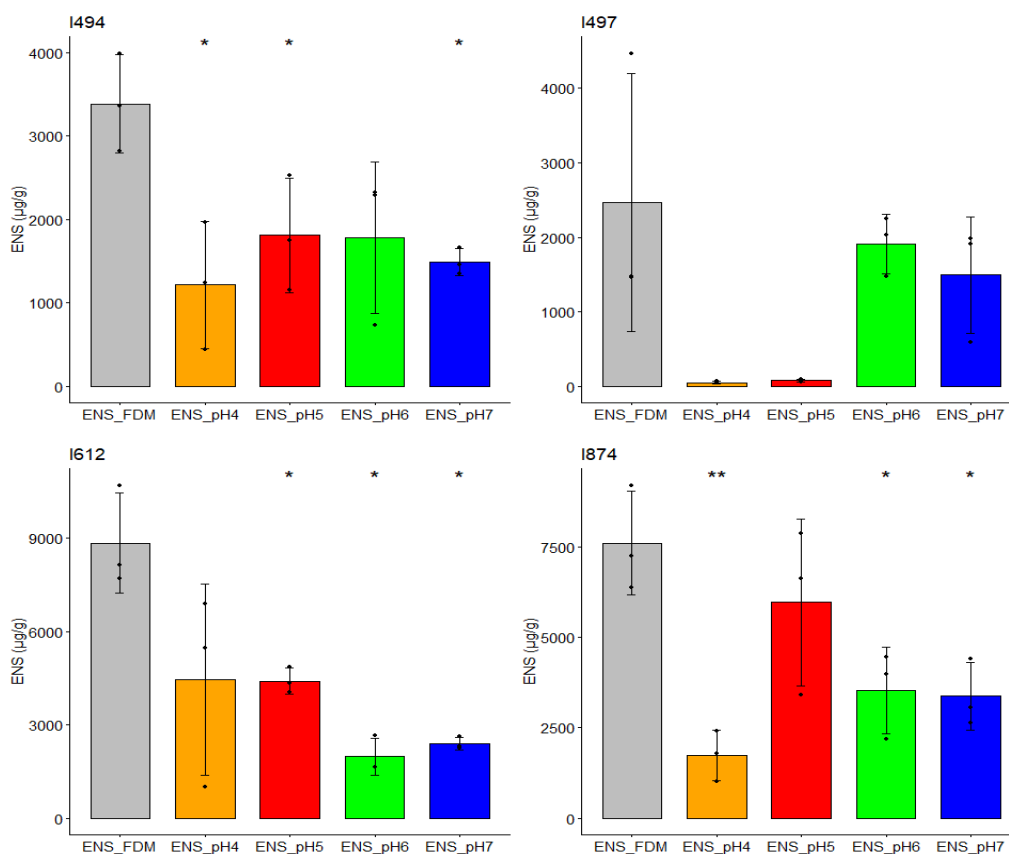 I494
* * *
4000
3000
2000
1000
0
ENS (µg/g)
ENS_FDM ENS_pH4 ENS_pH5 ENS_pH6 ENS_pH7
I497
4000
3000
2000
1000
0
ENS (µg/g)
ENS_FDM ENS_pH4 ENS_pH5 ENS_pH6 ENS_pH7
I612
* * *
9000
6000
3000
0
ENS (µg/g)
ENS_FDM ENS_pH4 ENS_pH5 ENS_pH6 ENS_pH7
I874
** * *
7500
5000
2500
0
ENS (µg/g)
ENS_FDM ENS_pH4 ENS_pH5 ENS_pH6 ENS_pH7